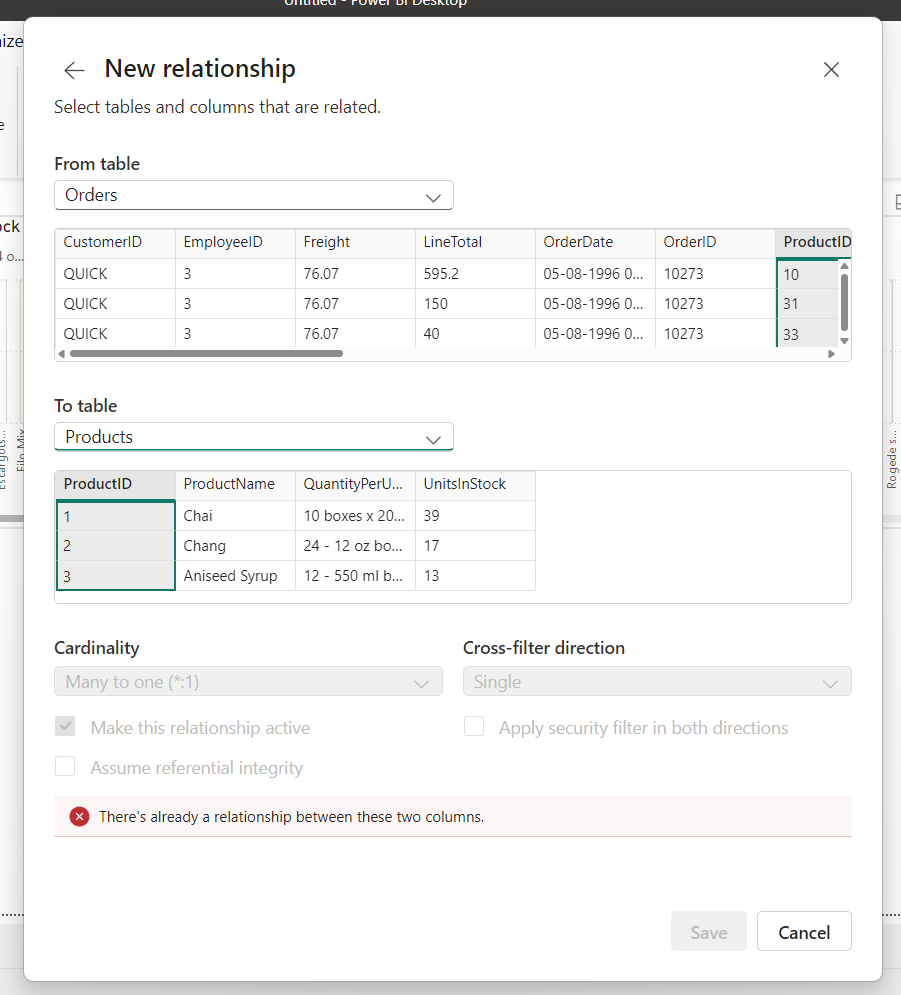 Untitled - Power BI Desktop
New relationship
Select tables and columns that are related.
From table
Orders
CustomerID EmployeeID Freight LineTotal OrderDate OrderID ProductID
QUICK 3 76.07 595.2 05-08-1996 0... 10273 10
QUICK 3 76.07 150 05-08-1996 0... 10273 31
QUICK 3 76.07 40 05-08-1996 0... 10273 33
To table
Products
ProductID ProductName QuantityPerU... UnitsInStock
1 Chai 10 boxes x 20... 39
2 Chang 24 - 12 oz bo... 17
3 Aniseed Syrup 12 - 550 ml b... 13
Cardinality Cross-filter direction
Many to one (*:1) Single
Make this relationship active Apply security filter in both directions
Assume referential integrity
There's already a relationship between these two columns.
Save Cancel
Escargots...
Filo Mix
Rogede s...